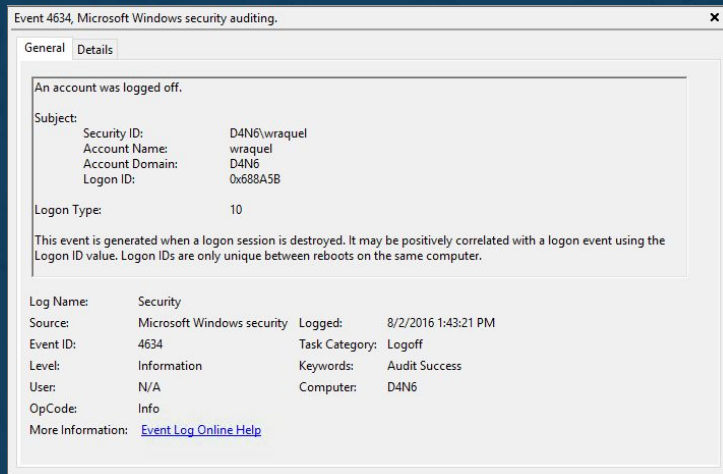 Event 4634, Microsoft Windows security auditing.
General Details
An account was logged off.
Subject:
Security ID: D4N6\wraquel
Account Name: wraquel
Account Domain: D4N6
Logon ID: 0x688A5B
Logon Type: 10
This event is generated when a logon session is destroyed. It may be positively correlated with a logon event using the
Logon ID value. Logon IDs are only unique between reboots on the same computer.
Log Name: Security
Source: Microsoft Windows security Logged: 8/2/2016 1:43:21 PM
Event ID: 4634 Task Category: Logoff
Level: Information Keywords: Audit Success
User: N/A Computer: D4N6
OpCode: Info
More Information: Event Log Online Help